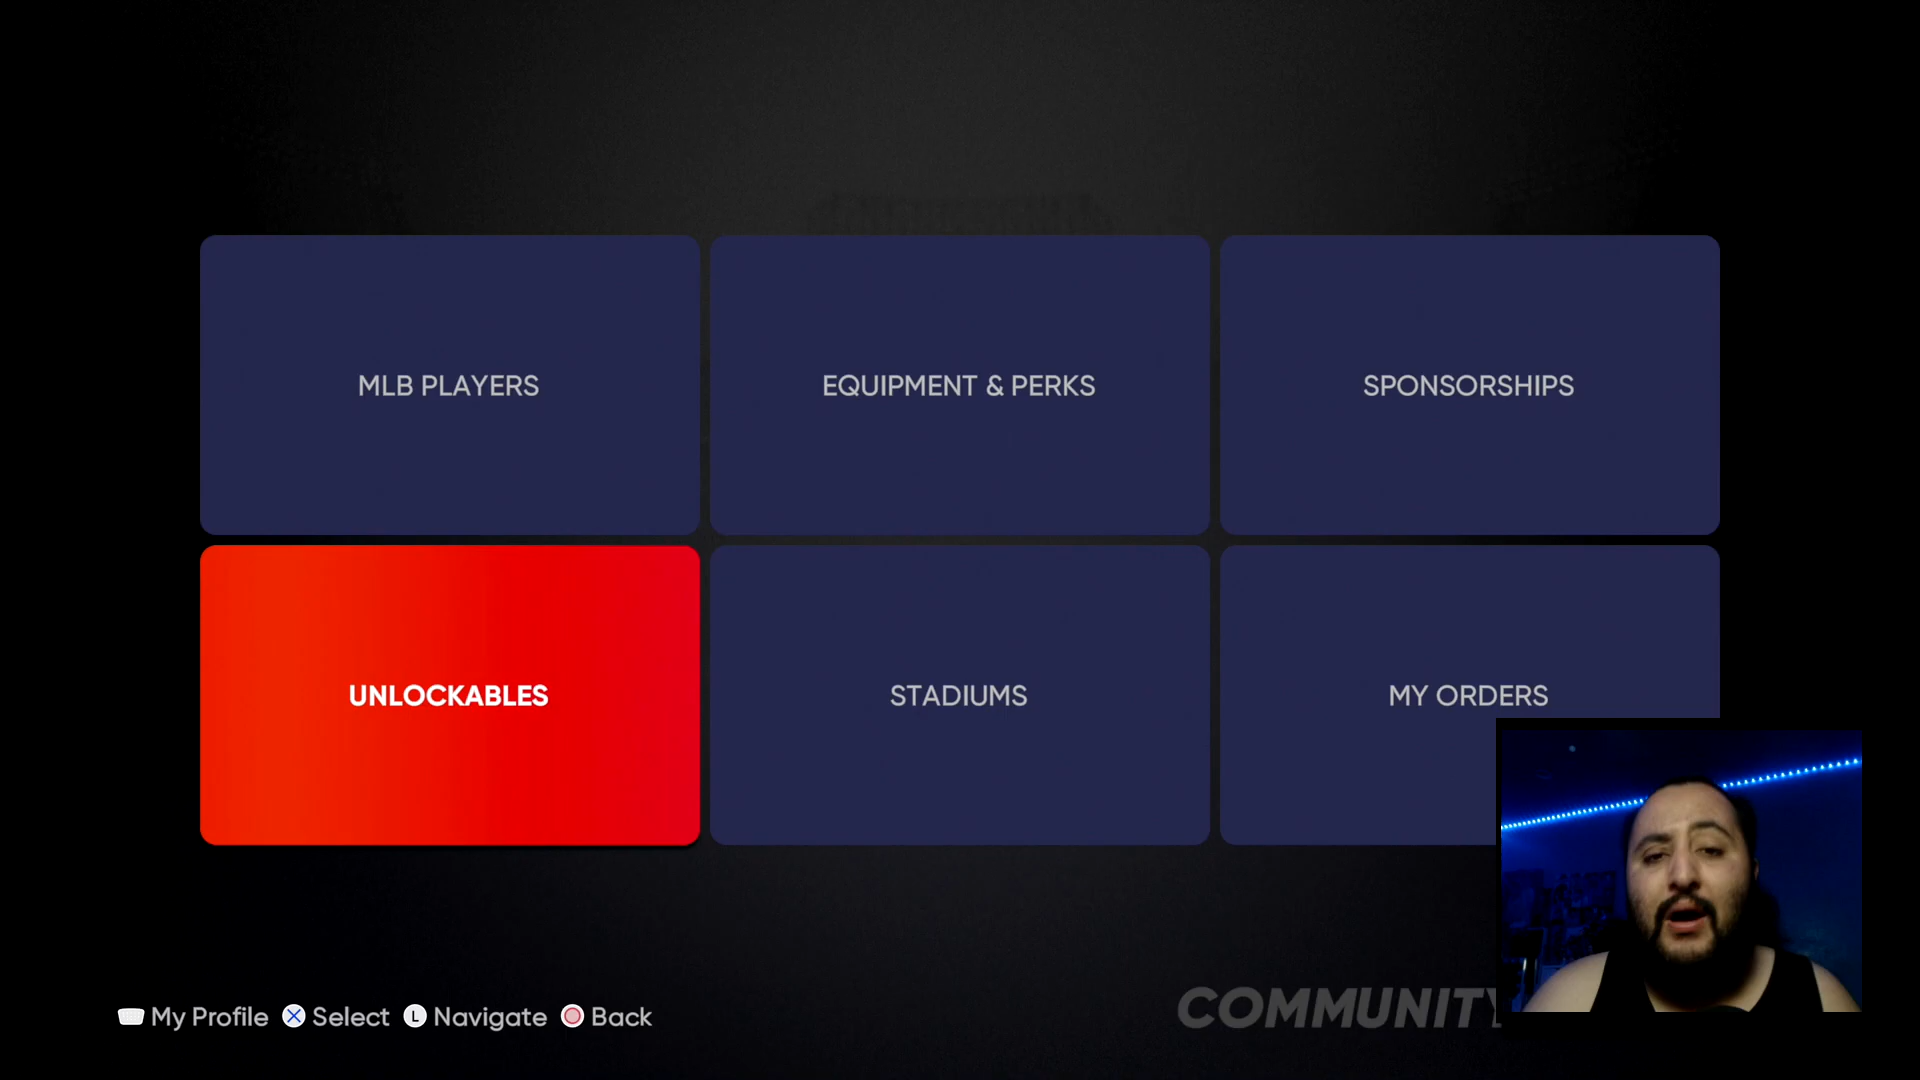 MLB PLAYERS
EQUIPMENT & PERKS
SPONSORSHIPS
UNLOCKABLES
STADIUMS
MY ORDERS
My Profile Select L Navigate Back
COMMUNITY